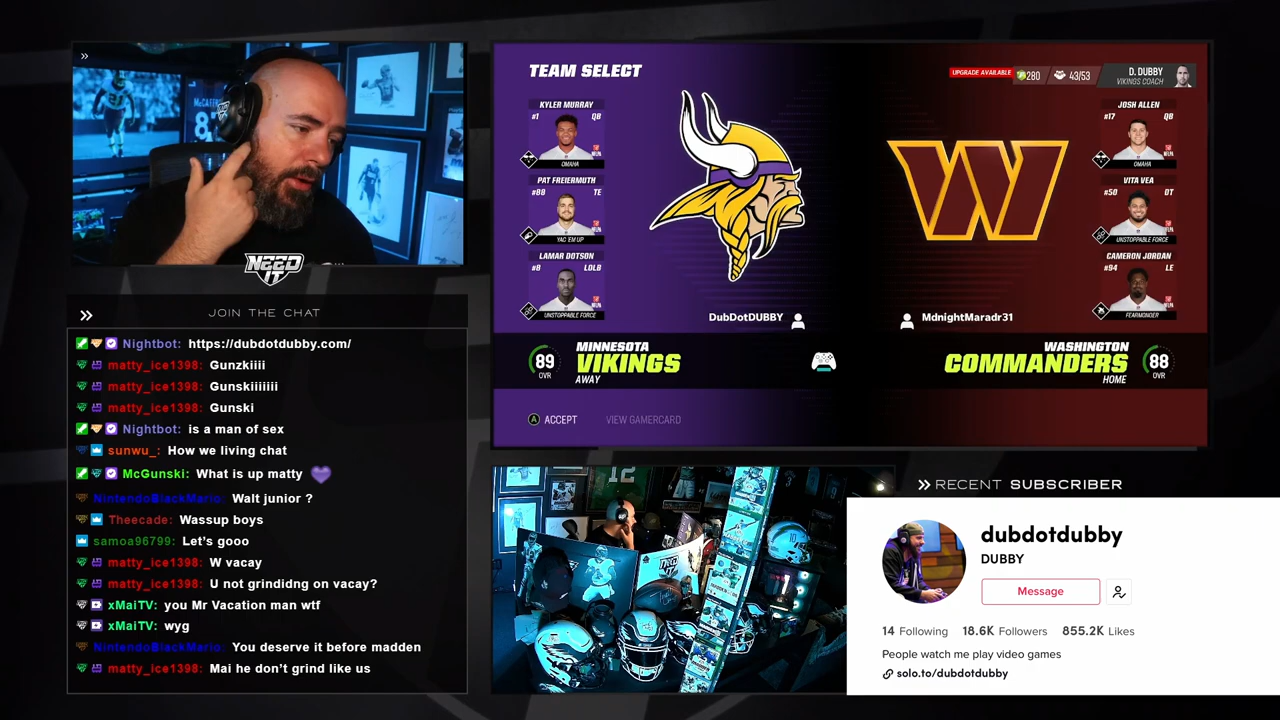 McCAFFREY
NEED
IT
JOIN THE CHAT
Nightbot: https://dubdotdubby.com/
matty_ice1398: Gunzkiiii
matty_ice1398: Gunskiiiiiii
matty_ice1398: Gunski
Nightbot: is a man of sex
sunwu_: How we living chat
McGunski: What is up matty
NintendoBlackMario: Walt junior ?
Theecade: Wassup boys
samoa96799: Let's gooo
matty_ice1398: W vacay
matty_ice1398: U not grindidng on vacay?
xMaiTV: you Mr Vacation man wtf
xMaiTV: wyg
NintendoBlackMario: You deserve it before madden
matty_ice1398: Mai he don't grind like us
TEAM SELECT
UPGRADE AVAILABLE
280
43/53
D. DUBBY
VIKINGS COACH
KYLER MURRAY
#1 QB
OMAHA
PAT FREIERMUTH
#88 TE
YAC 'EM UP
LAMAR DOTSON
#8 LOLB
UNSTOPPABLE FORCE
JOSH ALLEN
#17 QB
OMAHA
VITA VEA
#50 DT
UNSTOPPABLE FORCE
CAMERON JORDAN
#94 LE
FEARMONGER
DubDotDUBBY
MdnightMaradr31
89
OVR
MINNESOTA
VIKINGS
AWAY
WASHINGTON
COMMANDERS
HOME
88
OVR
A ACCEPT
VIEW GAMERCARD
12
RECENT SUBSCRIBER
dubdotdubby
DUBBY
Message
14 Following 18.6K Followers 855.2K Likes
People watch me play video games
solo.to/dubdotdubby